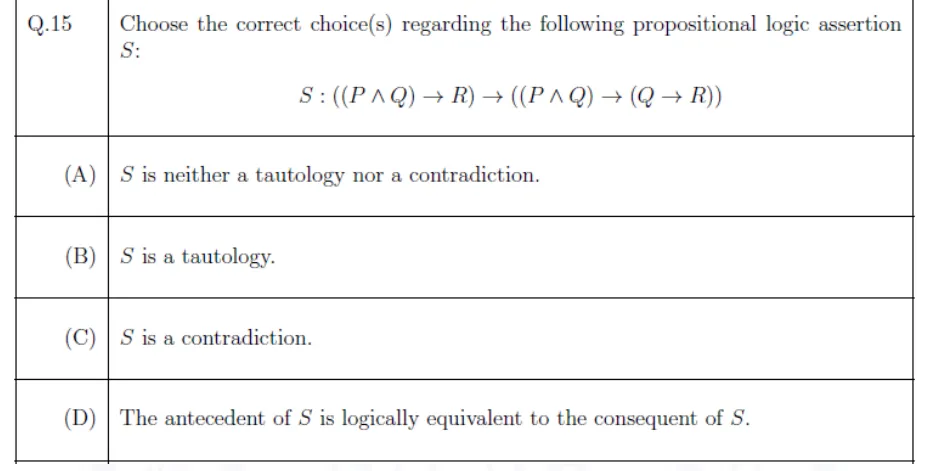 Q.15 Choose the correct choice(s) regarding the following propositional logic assertion
S:
S : ((P ∧ Q) → R) → ((P ∧ Q) → (Q → R))
(A) S is neither a tautology nor a contradiction.
(B) S is a tautology.
(C) S is a contradiction.
(D) The antecedent of S is logically equivalent to the consequent of S.